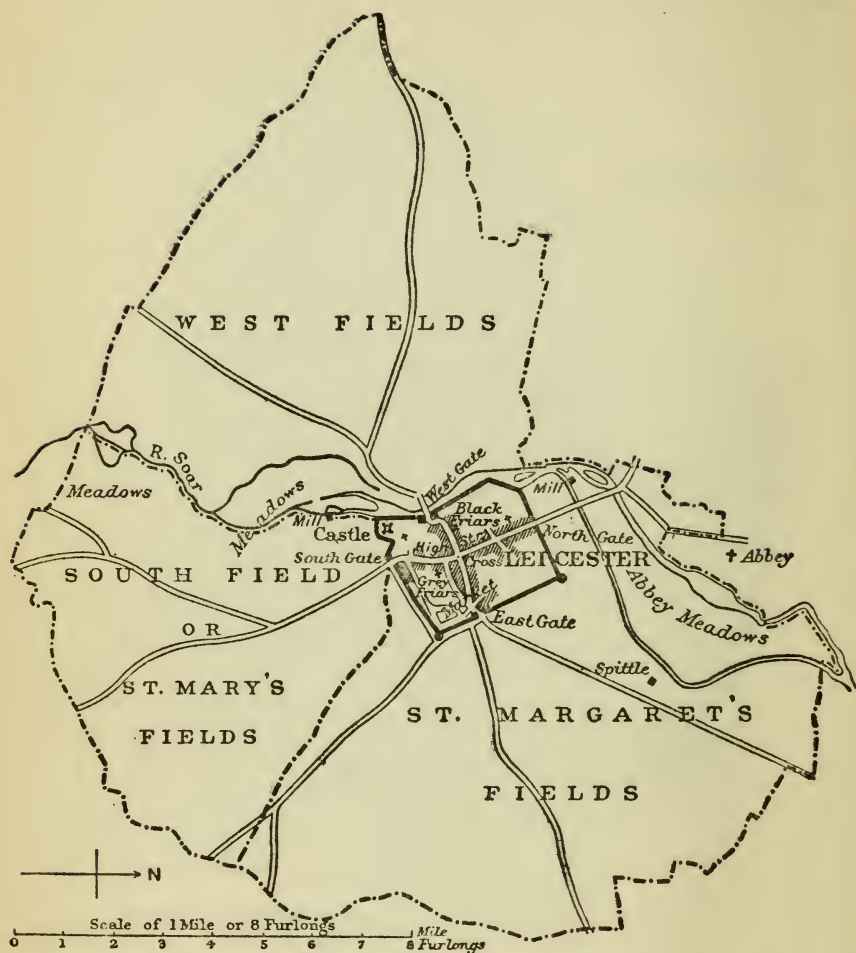 WEST FIELDS
R. Soar
Meadows
Meadows
West Gate
Mill
Mill
Black
Friars
Castle
High
St.
North Gate
South Gate
Cross
LEICESTER
Abbey
SOUTH FIELD
Grey
Friars
East Gate
Abbey Meadows
OR
Spittle
ST. MARY'S
FIELDS
ST. MARGARET'S
FIELDS
N
Scale of 1 Mile or 8 Furlongs
Mile
0 1 2 3 4 5 6 7 8 Furlongs